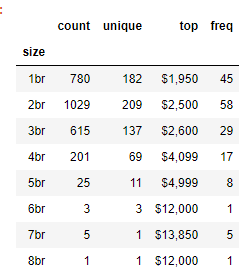 :
count unique top freq
size
1br 780 182 $1,950 45
2br 1029 209 $2,500 58
3br 615 137 $2,600 29
4br 201 69 $4,099 17
5br 25 11 $4,999 8
6br 3 3 $12,000 1
7br 5 1 $13,850 5
8br 1 1 $12,000 1